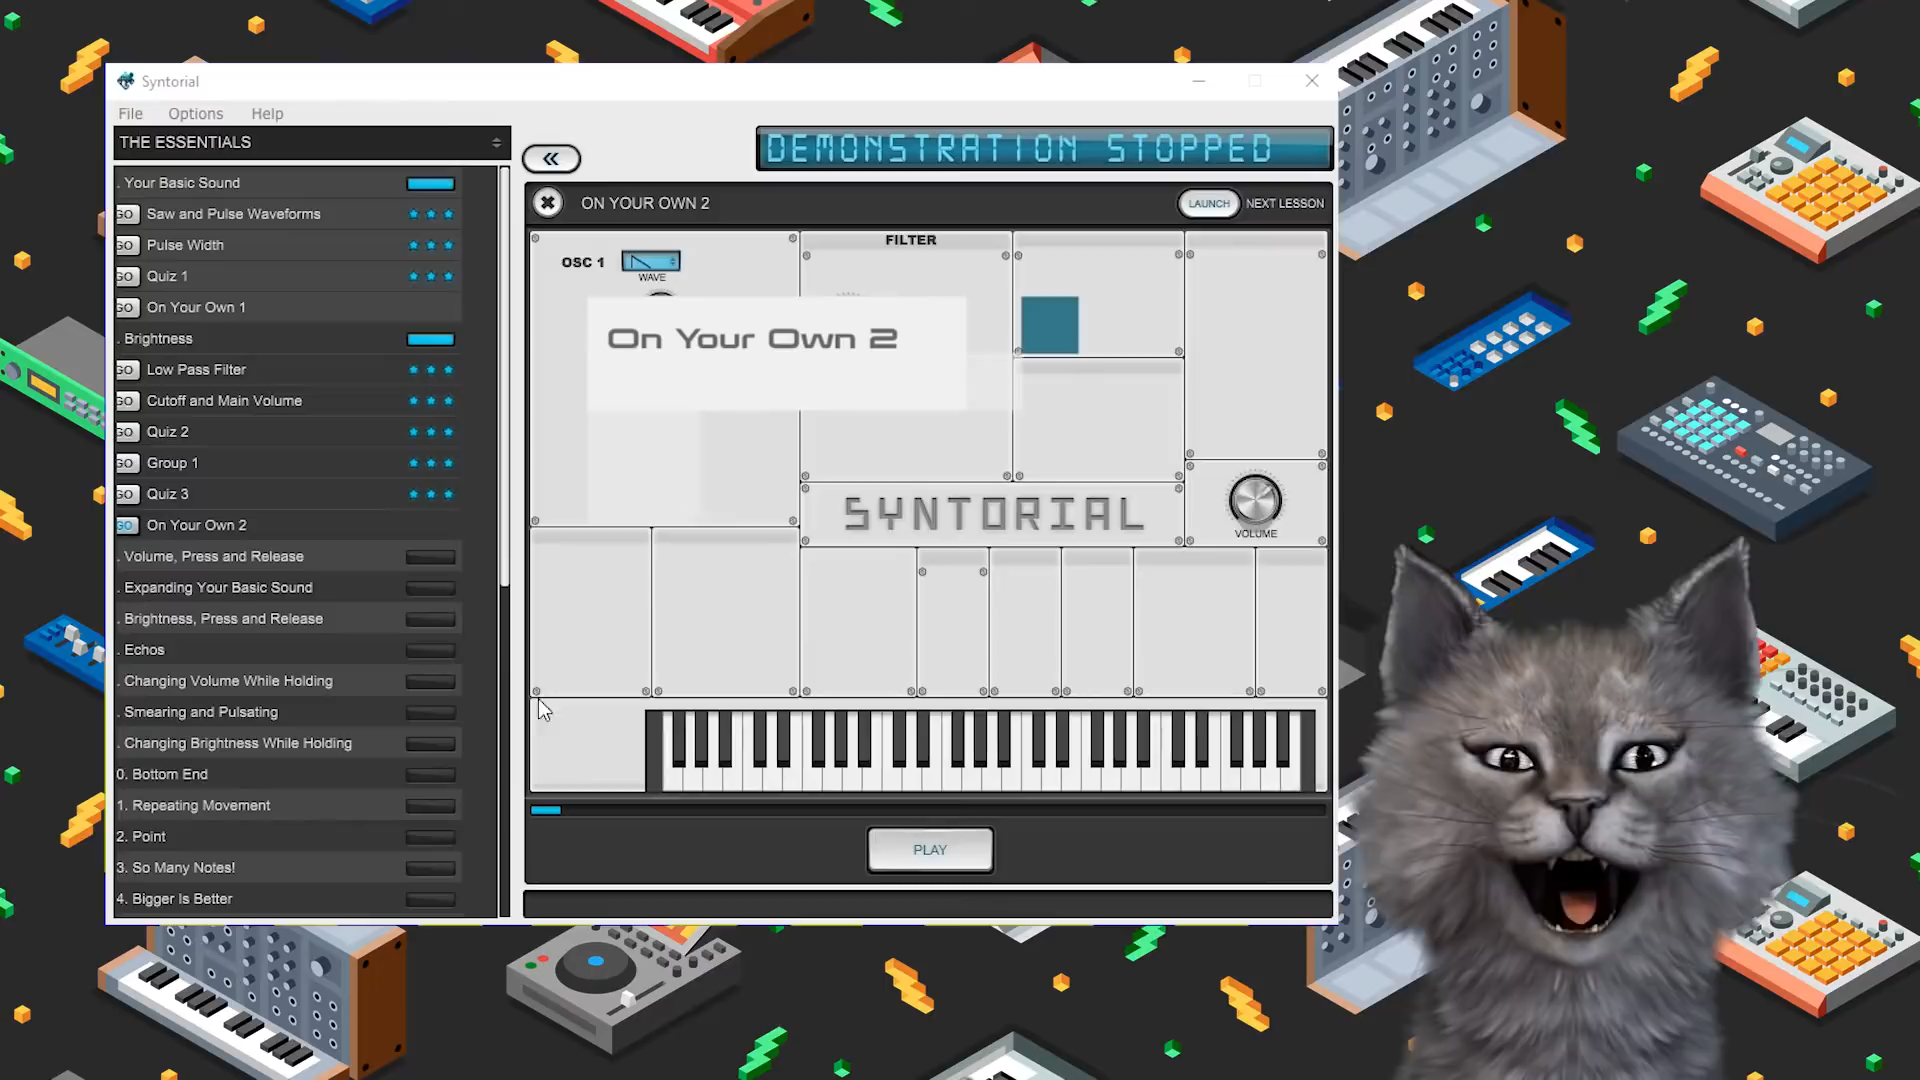 Syntorial
File Options Help
THE ESSENTIALS
. Your Basic Sound
GO Saw and Pulse Waveforms
GO Pulse Width
GO Quiz 1
GO On Your Own 1
. Brightness
GO Low Pass Filter
GO Cutoff and Main Volume
GO Quiz 2
GO Group 1
GO Quiz 3
GO On Your Own 2
. Volume, Press and Release
. Expanding Your Basic Sound
. Brightness, Press and Release
. Echos
. Changing Volume While Holding
. Smearing and Pulsating
. Changing Brightness While Holding
0. Bottom End
1. Repeating Movement
2. Point
3. So Many Notes!
4. Bigger Is Better
DEMONSTRATION STOPPED
ON YOUR OWN 2
LAUNCH NEXT LESSON
OSC 1
WAVE
FILTER
On Your Own 2
SYNTORIAL
VOLUME
PLAY